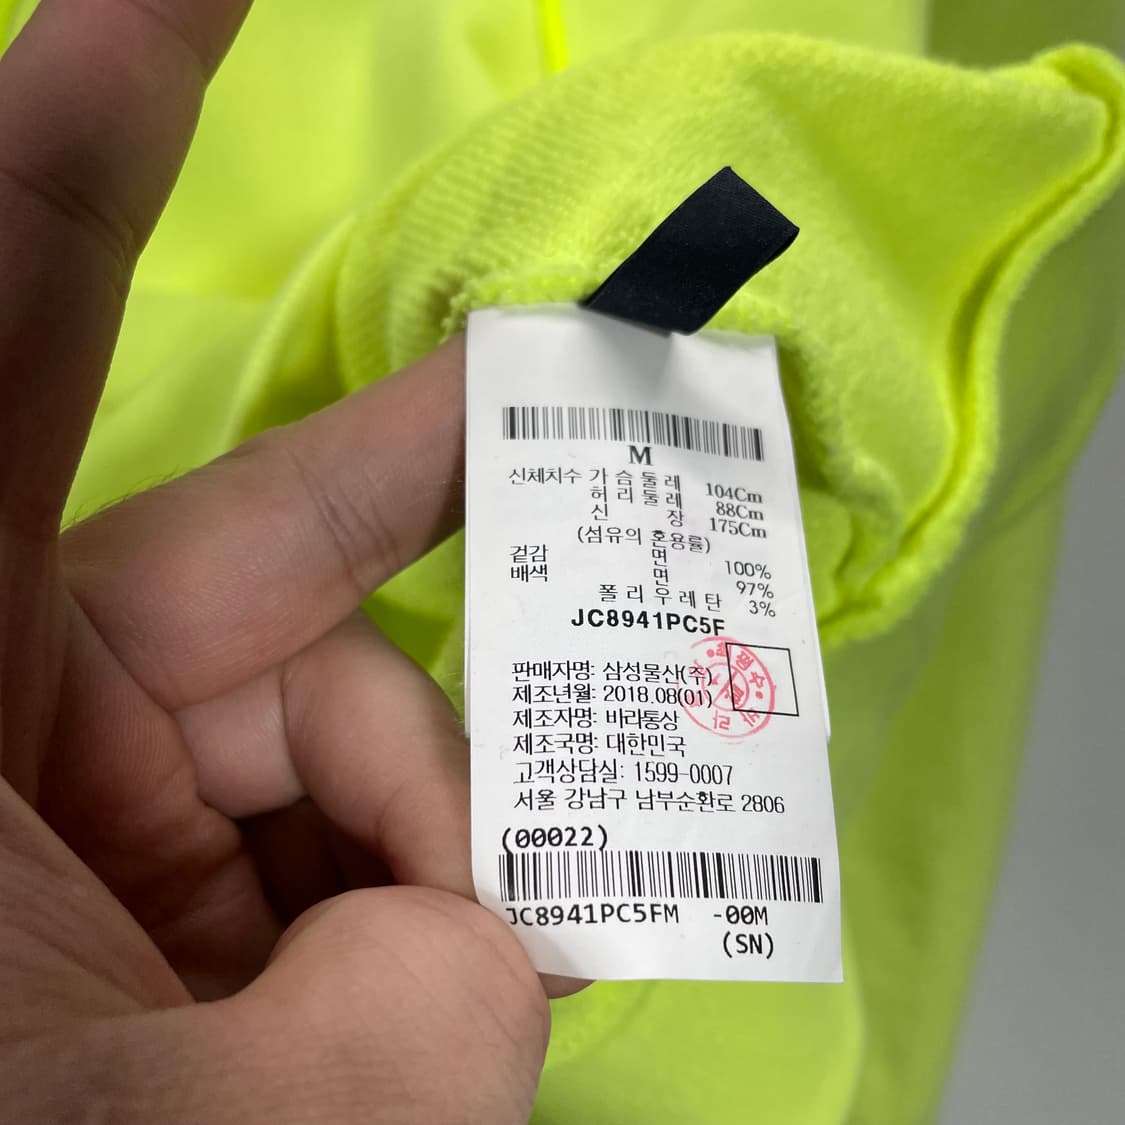 M
신체치수 가슴둘레 104Cm
허리둘레 88Cm
신 장 175Cm
(섬유의 혼용률)
겉감 면 100%
배색 면 97%
폴리우레탄 3%
JC8941PC5F
판매자명: 삼성물산(주)
제조년월: 2018.08(01)
제조자명: 바라통상
제조국명: 대한민국
고객상담실: 1599-0007
서울 강남구 남부순환로 2806
(00022)
JC8941PC5FM -00M
(SN)